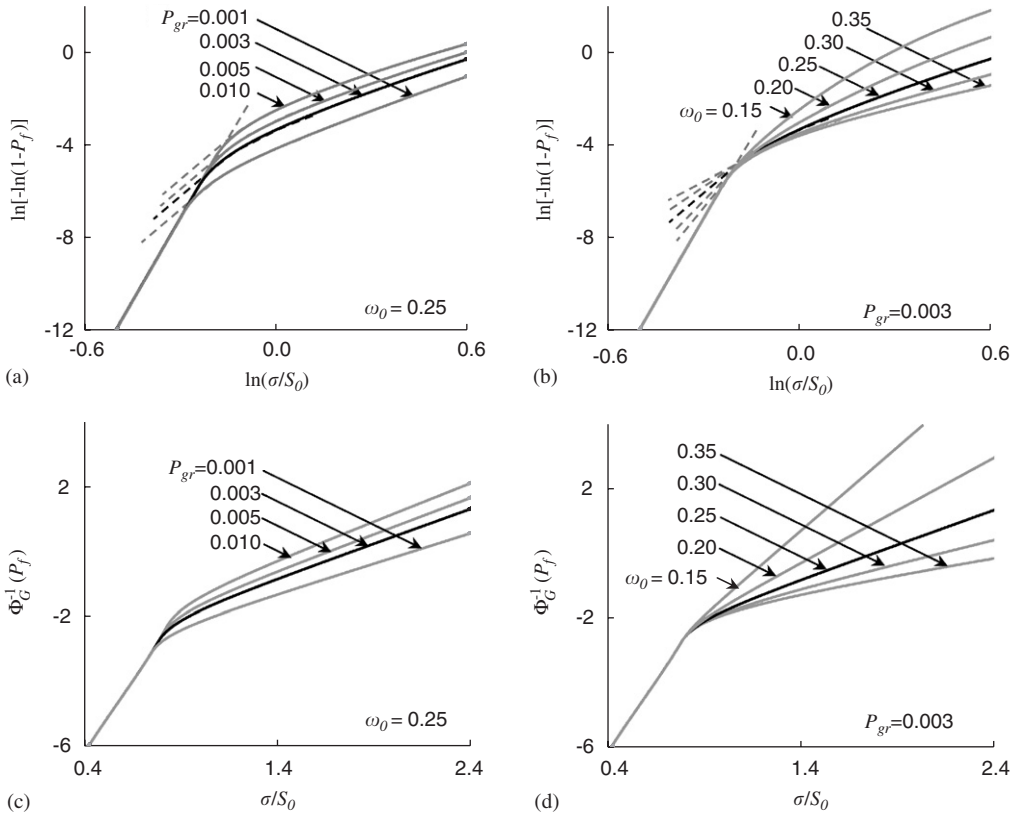 P_gr=0.001
0.003
0.005
0.010
0
-4
-8
-12
-0.6
0.0
0.6
ln[-ln(1-P_f)]
ln(σ/S_0)
ω_0 = 0.25
(a)
0.35
0.30
0.25
0.20
ω_0 = 0.15
0
-4
-8
-12
-0.6
0.0
0.6
ln[-ln(1-P_f)]
ln(σ/S_0)
P_gr=0.003
(b)
P_gr=0.001
0.003
0.005
0.010
2
-2
-6
0.4
1.4
2.4
Φ_G^-1(P_f)
σ/S_0
ω_0 = 0.25
(c)
0.35
0.30
0.25
0.20
ω_0 = 0.15
2
-2
-6
0.4
1.4
2.4
Φ_G^-1(P_f)
σ/S_0
P_gr=0.003
(d)